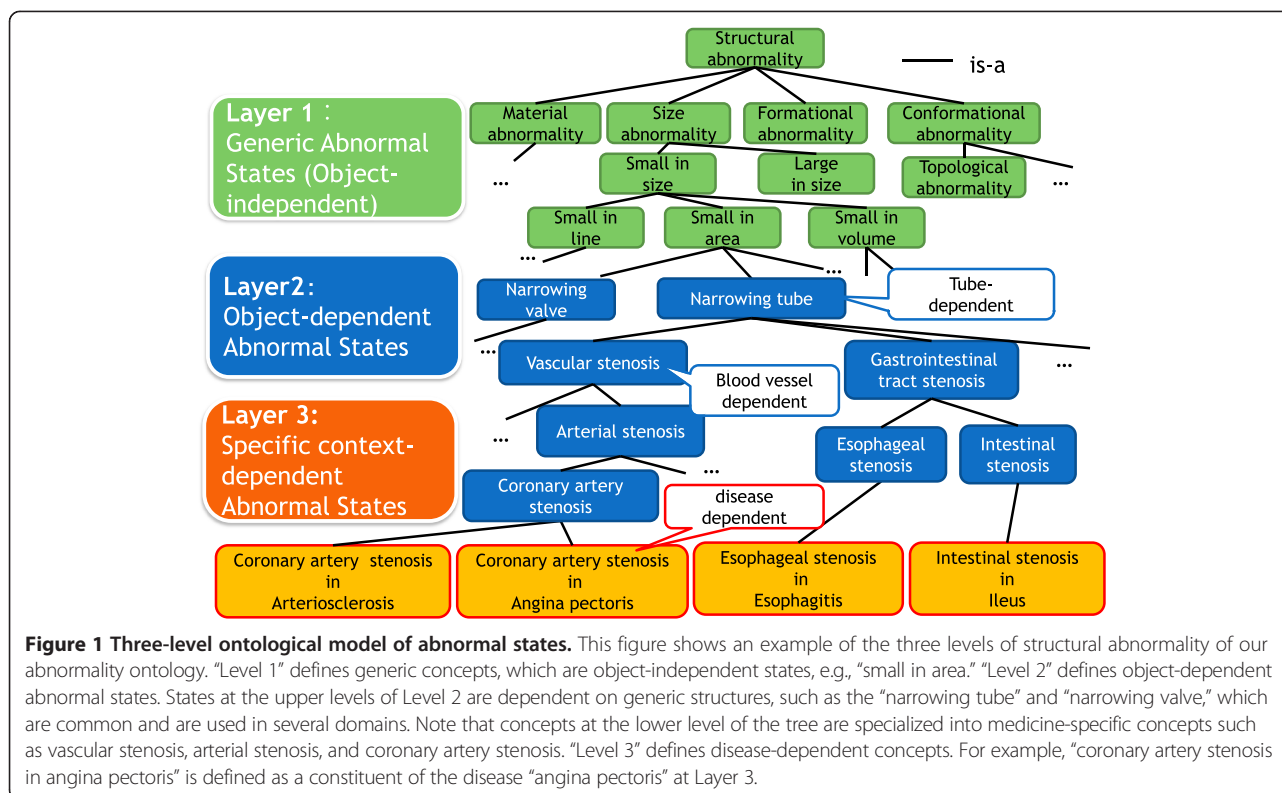 Structural
abnormality
is-a
Layer 1 :
Generic Abnormal
States (Object-
independent)
Material
abnormality
Size
abnormality
Formational
abnormality
Conformational
abnormality
...
Small in
size
Large
in size
Topological
abnormality
...
Small in
line
Small in
area
Small in
volume
...
...
Layer2:
Object-dependent
Abnormal States
Narrowing
valve
Narrowing tube
Tube-
dependent
...
Vascular stenosis
Blood vessel
dependent
Gastrointestinal
tract stenosis
...
Layer 3:
Specific context-
dependent
Abnormal States
...
Arterial stenosis
...
Esophageal
stenosis
Intestinal
stenosis
Coronary artery
stenosis
disease
dependent
Coronary artery stenosis
in
Arteriosclerosis
Coronary artery stenosis
in
Angina pectoris
Esophageal stenosis
in
Esophagitis
Intestinal stenosis
in
Ileus
Figure 1 Three-level ontological model of abnormal states. This figure shows an example of the three levels of structural abnormality of our
abnormality ontology. “Level 1” defines generic concepts, which are object-independent states, e.g., “small in area.” “Level 2” defines object-dependent
abnormal states. States at the upper levels of Level 2 are dependent on generic structures, such as the “narrowing tube” and “narrowing valve,” which
are common and are used in several domains. Note that concepts at the lower level of the tree are specialized into medicine-specific concepts such
as vascular stenosis, arterial stenosis, and coronary artery stenosis. “Level 3” defines disease-dependent concepts. For example, “coronary artery stenosis
in angina pectoris” is defined as a constituent of the disease “angina pectoris” at Layer 3.